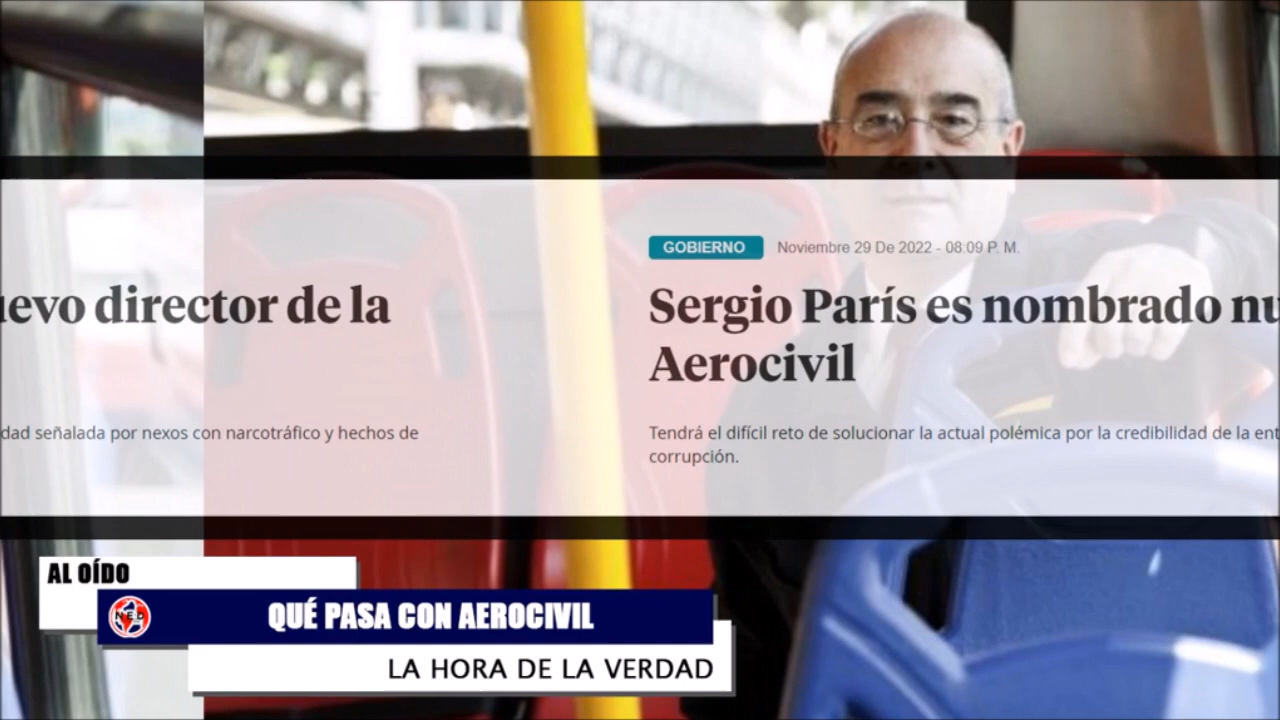 GOBIERNO Noviembre 29 De 2022 - 08:09 P. M.
uevo director de la
Sergio París es nombrado nu
Aerocivil
dad señalada por nexos con narcotráfico y hechos de
Tendrá el difícil reto de solucionar la actual polémica por la credibilidad de la ent
corrupción.
AL OÍDO
QUÉ PASA CON AEROCIVIL
LA HORA DE LA VERDAD